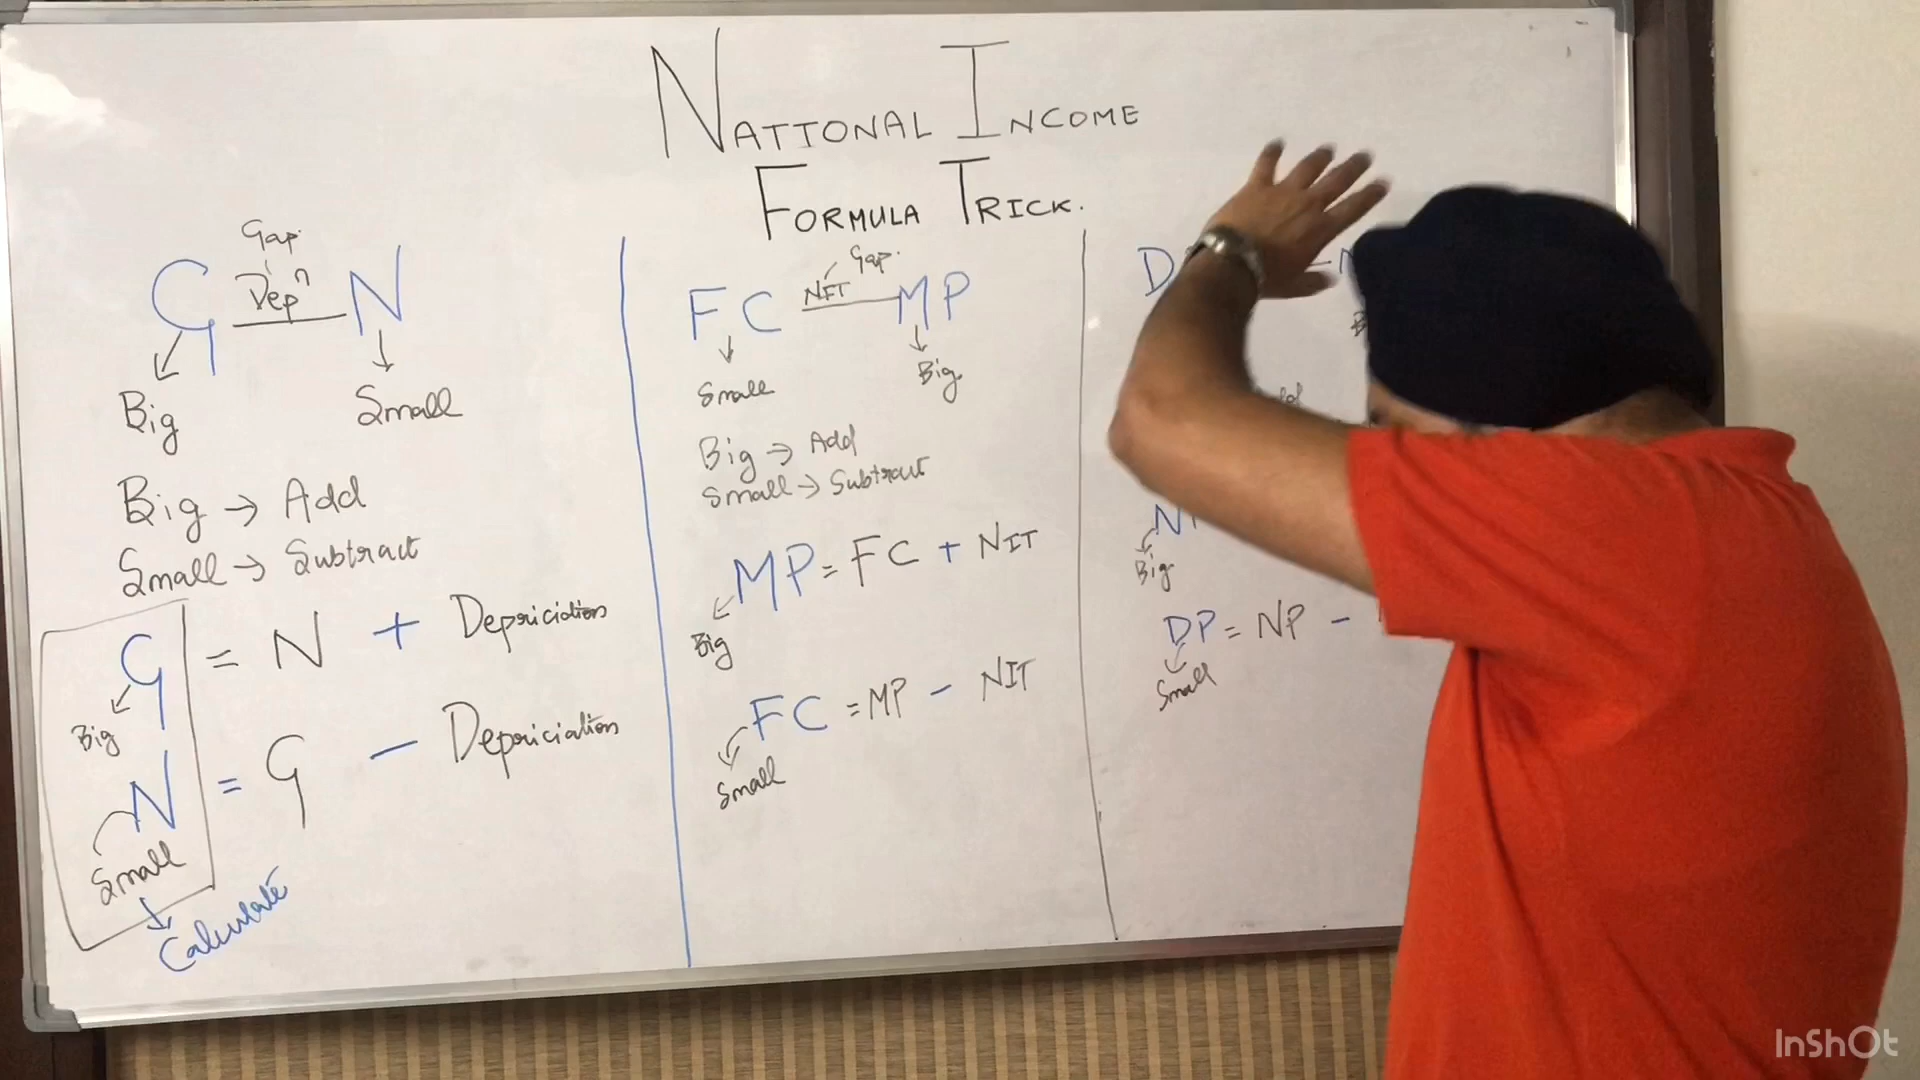 NATIONAL INCOME
FORMULA TRICK.
Gap
Depn
G N
Big Small
Big → Add
Small → Subtract
G = N + Depriciation
Big
N = G - Depriciation
Small
Calculate
Gap.
NIT
FC MP
Small Big
Big → Add
Small → Subtract
MP = FC + NIT
Big
FC = MP - NIT
Small
Big
DP = NP -
Small
InShOt